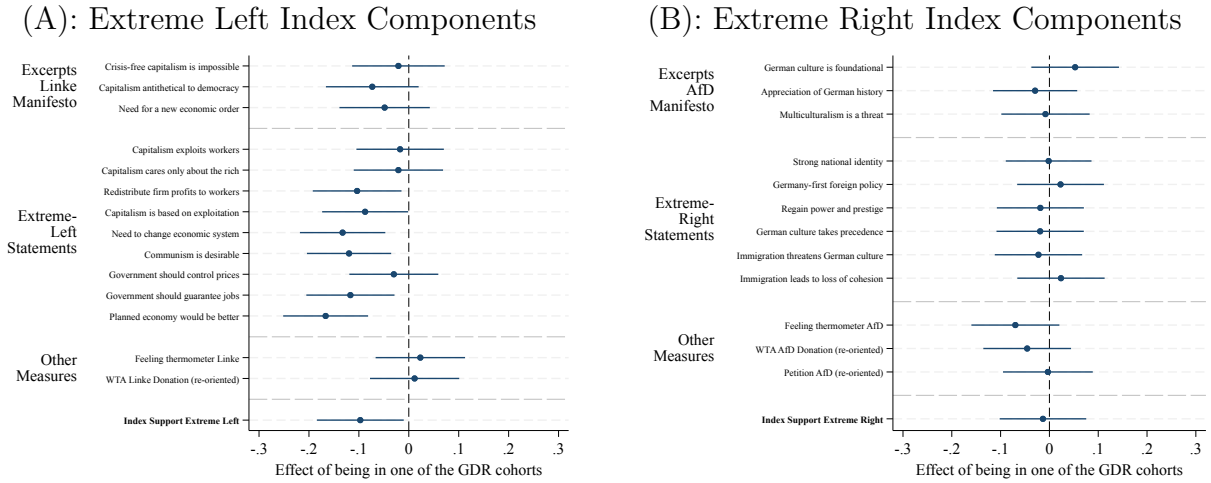 (A): Extreme Left Index Components
Excerpts
Linke
Manifesto
Crisis-free capitalism is impossible
Capitalism antithetical to democracy
Need for a new economic order
Extreme-
Left
Statements
Capitalism exploits workers
Capitalism cares only about the rich
Redistribute firm profits to workers
Capitalism is based on exploitation
Need to change economic system
Communism is desirable
Government should control prices
Government should guarantee jobs
Planned economy would be better
Other
Measures
Feeling thermometer Linke
WTA Linke Donation (re-oriented)
Index Support Extreme Left
-.3 -.2 -.1 0 .1 .2 .3
Effect of being in one of the GDR cohorts
(B): Extreme Right Index Components
Excerpts
AfD
Manifesto
German culture is foundational
Appreciation of German history
Multiculturalism is a threat
Extreme-
Right
Statements
Strong national identity
Germany-first foreign policy
Regain power and prestige
German culture takes precedence
Immigration threatens German culture
Immigration leads to loss of cohesion
Other
Measures
Feeling thermometer AfD
WTA AfD Donation (re-oriented)
Petition AfD (re-oriented)
Index Support Extreme Right
-.3 -.2 -.1 0 .1 .2 .3
Effect of being in one of the GDR cohorts